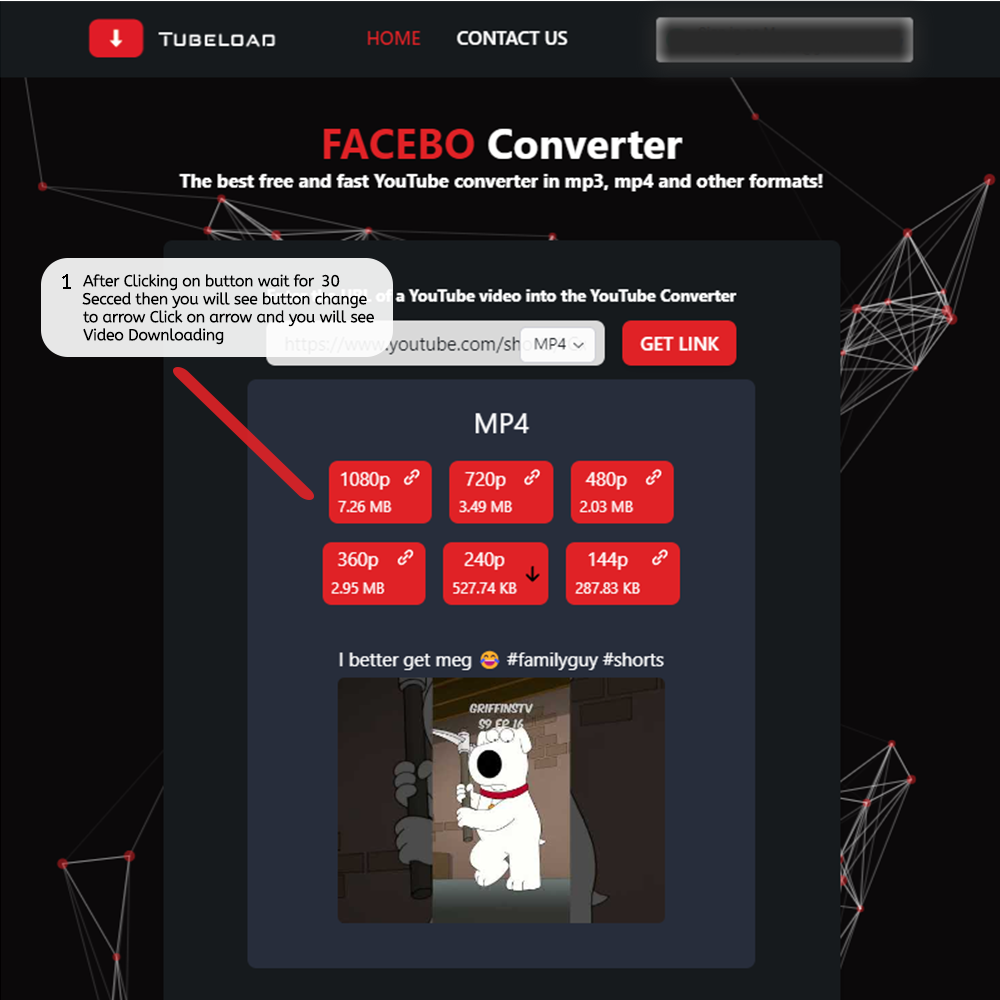 TUBELOAD
HOME
CONTACT US
FACEBO Converter
The best free and fast YouTube converter in mp3, mp4 and other formats!
1 After Clicking on button wait for 30
Secced then you will see button change
to arrow Click on arrow and you will see
Video Downloading
URL of a YouTube video into the YouTube Converter
https://www.youtube.com/sho
MP4
GET LINK
MP4
1080p
7.26 MB
720p
3.49 MB
480p
2.03 MB
360p
2.95 MB
240p
527.74 KB
144p
287.83 KB
I better get meg 😂 #familyguy #shorts
GRIFFINSTV
S9 EP 16